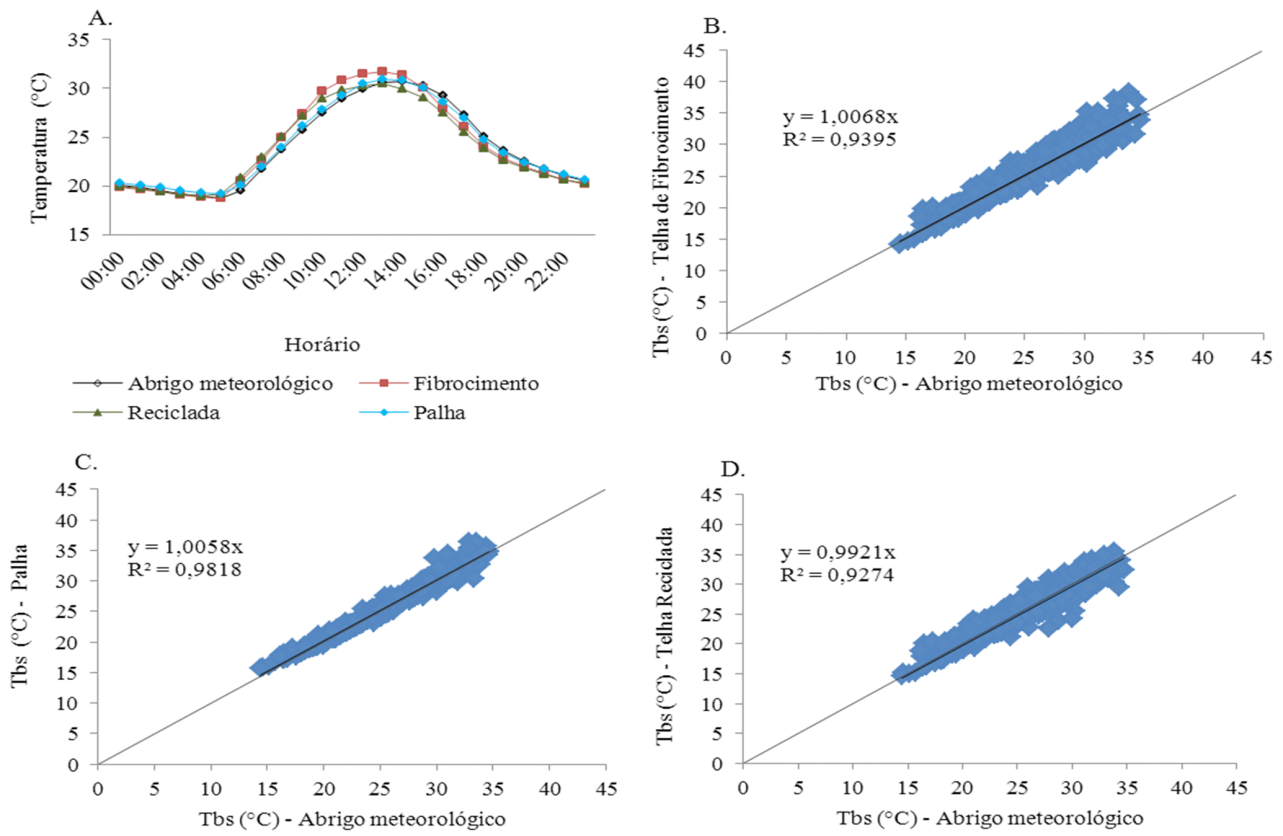 A.
Temperatura (°C)
35
30
25
20
15
00:00 02:00 04:00 06:00 08:00 10:00 12:00 14:00 16:00 18:00 20:00 22:00
Horário
Abrigo meteorológico Fibrocimento
Reciclada Palha
B.
Tbs (°C) - Telha de Fibrocimento
45
40
35
30
25
20
15
10
5
0
y = 1,0068x
R² = 0,9395
0 5 10 15 20 25 30 35 40 45
Tbs (°C) - Abrigo meteorológico
C.
Tbs (°C) - Palha
45
40
35
30
25
20
15
10
5
0
y = 1,0058x
R² = 0,9818
0 5 10 15 20 25 30 35 40 45
Tbs (°C) - Abrigo meteorológico
D.
Tbs (°C) - Telha Reciclada
45
40
35
30
25
20
15
10
5
0
y = 0,9921x
R² = 0,9274
0 5 10 15 20 25 30 35 40 45
Tbs (°C) - Abrigo meteorológico